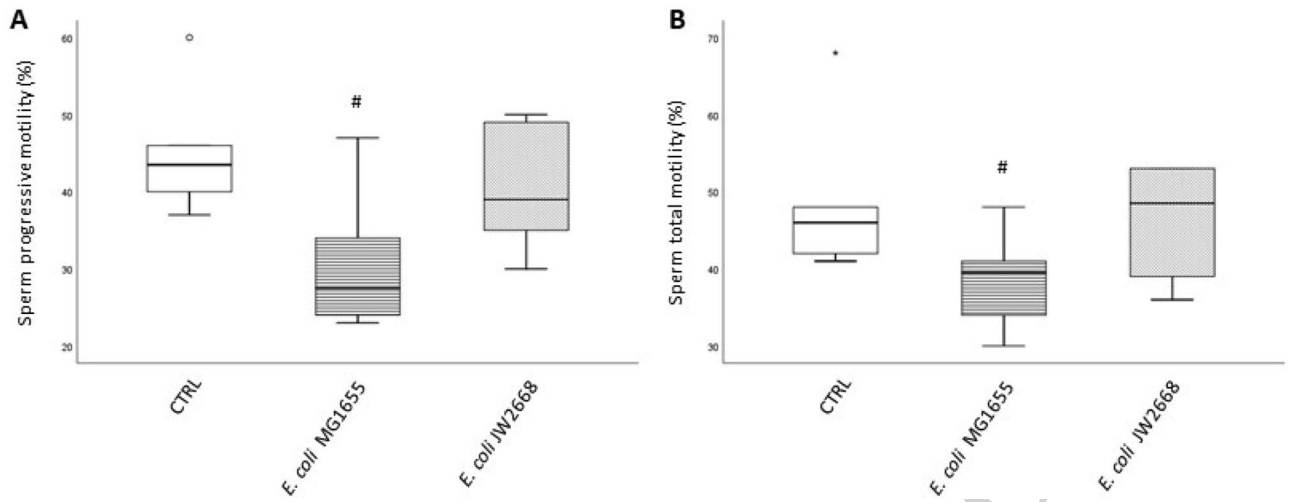 A
Sperm progressive motility (%)
60
50
40
30
20
#
CTRL
E. coli MG1655
E. coli JW2668
B
Sperm total motility (%)
70
60
50
40
30
*
#
CTRL
E. coli MG1655
E. coli JW2668